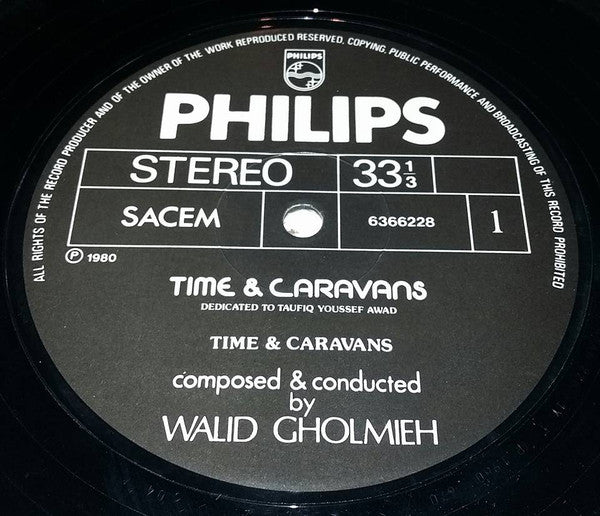 ALL RIGHTS OF THE RECORD PRODUCER AND OF THE OWNER OF THE WORK REPRODUCED RESERVED, COPYING, PUBLIC PERFORMANCE AND BROADCASTING OF THIS RECORD PROHIBITED
PHILIPS
PHILIPS
STEREO 33 1/3
SACEM 6366228 1
Ⓟ 1980
TIME & CARAVANS
DEDICATED TO TAUFIQ YOUSSEF AWAD
TIME & CARAVANS
composed & conducted
by
WALID GHOLMIEH